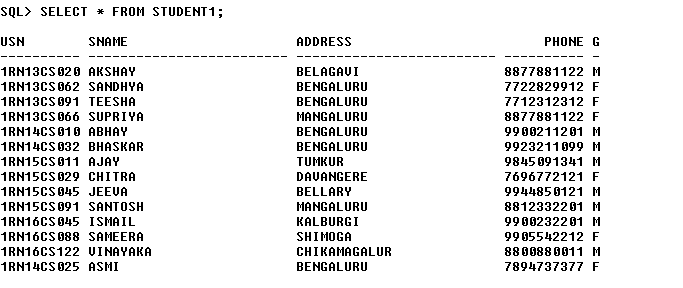 SQL> SELECT * FROM STUDENT1;
USN        SNAME                     ADDRESS                        PHONE G
---------- ------------------------- ------------------------- ---------- -
1RN13CS020 AKSHAY                    BELAGAVI                  8877881122 M
1RN13CS062 SANDHYA                   BENGALURU                 7722829912 F
1RN13CS091 TEESHA                    BENGALURU                 7712312312 F
1RN13CS066 SUPRIYA                   MANGALURU                 8877881122 F
1RN14CS010 ABHAY                     BENGALURU                 9900211201 M
1RN14CS032 BHASKAR                   BENGALURU                 9923211099 M
1RN15CS011 AJAY                      TUMKUR                    9845091341 M
1RN15CS029 CHITRA                    DAVANGERE                 7696772121 F
1RN15CS045 JEEVA                     BELLARY                   9944850121 M
1RN15CS091 SANTOSH                   MANGALURU                 8812332201 M
1RN16CS045 ISMAIL                    KALBURGI                  9900232201 M
1RN16CS088 SAMEERA                   SHIMOGA                   9905542212 F
1RN16CS122 VINAYAKA                  CHIKAMAGALUR              8800880011 M
1RN14CS025 ASMI                      BENGALURU                 7894737377 F